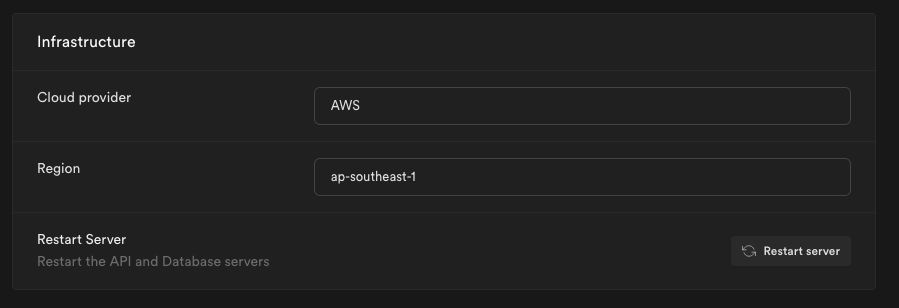 Infrastructure
Cloud provider
AWS
Region
ap-southeast-1
Restart Server
Restart the API and Database servers
Restart server